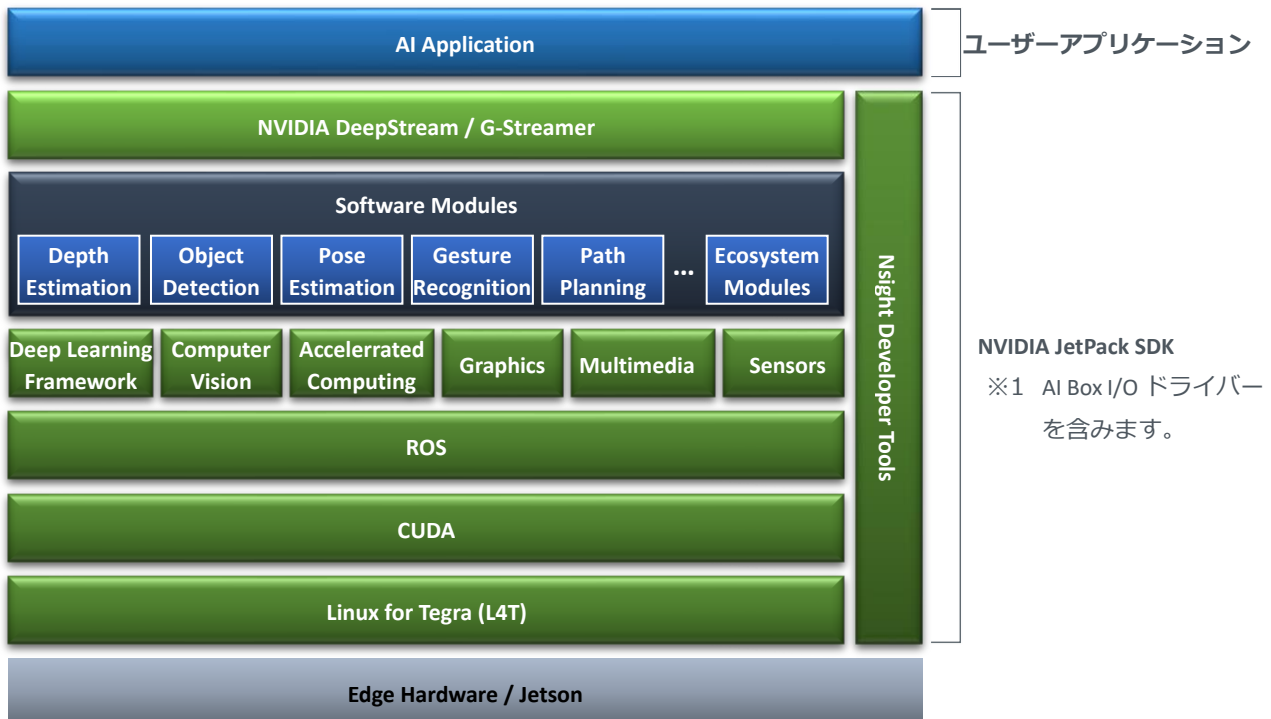 AI Application
ユーザーアプリケーション
NVIDIA DeepStream / G-Streamer
Software Modules
Depth
Estimation
Object
Detection
Pose
Estimation
Gesture
Recognition
Path
Planning
...
Ecosystem
Modules
Deep Learning
Framework
Computer
Vision
Accelerrated
Computing
Graphics
Multimedia
Sensors
ROS
CUDA
Linux for Tegra (L4T)
Nsight Developer Tools
NVIDIA JetPack SDK
※1 AI Box I/O ドライバー
を含みます。
Edge Hardware / Jetson